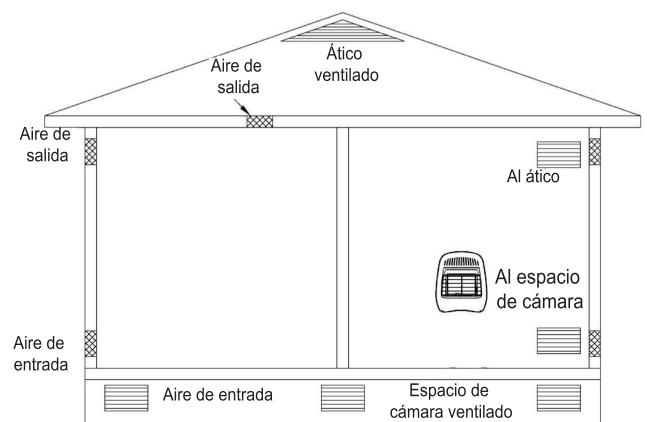 Ático
ventilado
Aire de
salida
Aire de
salida
Al ático
Al espacio
de cámara
Aire de
entrada
Aire de entrada
Espacio de
cámara ventilado